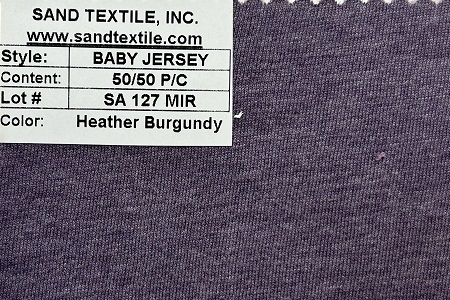 SAND TEXTILE, INC.
www.sandtextile.com
Style: BABY JERSEY
Content: 50/50 P/C
Lot # SA 127 MIR
Color: Heather Burgundy